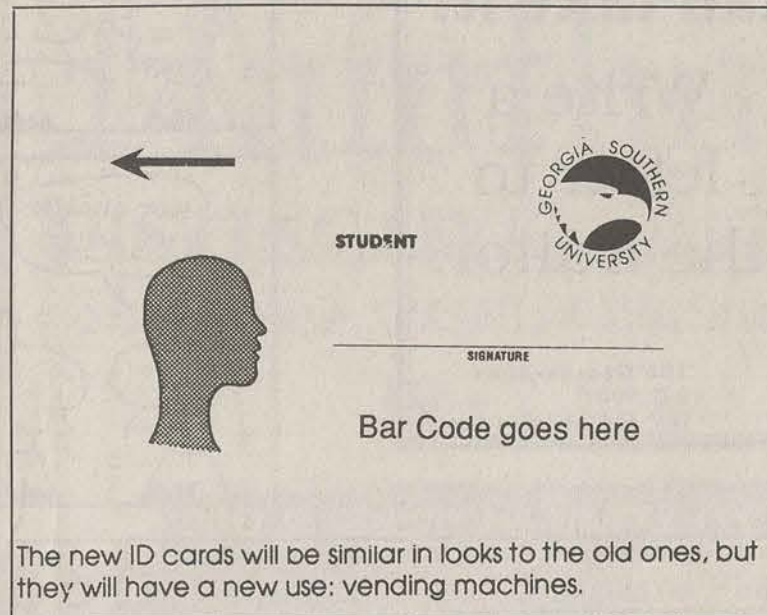 GEORGIA SOUTHERN
UNIVERSITY
STUDENT
SIGNATURE
Bar Code goes here
The new ID cards will be similar in looks to the old ones, but
they will have a new use: vending machines.